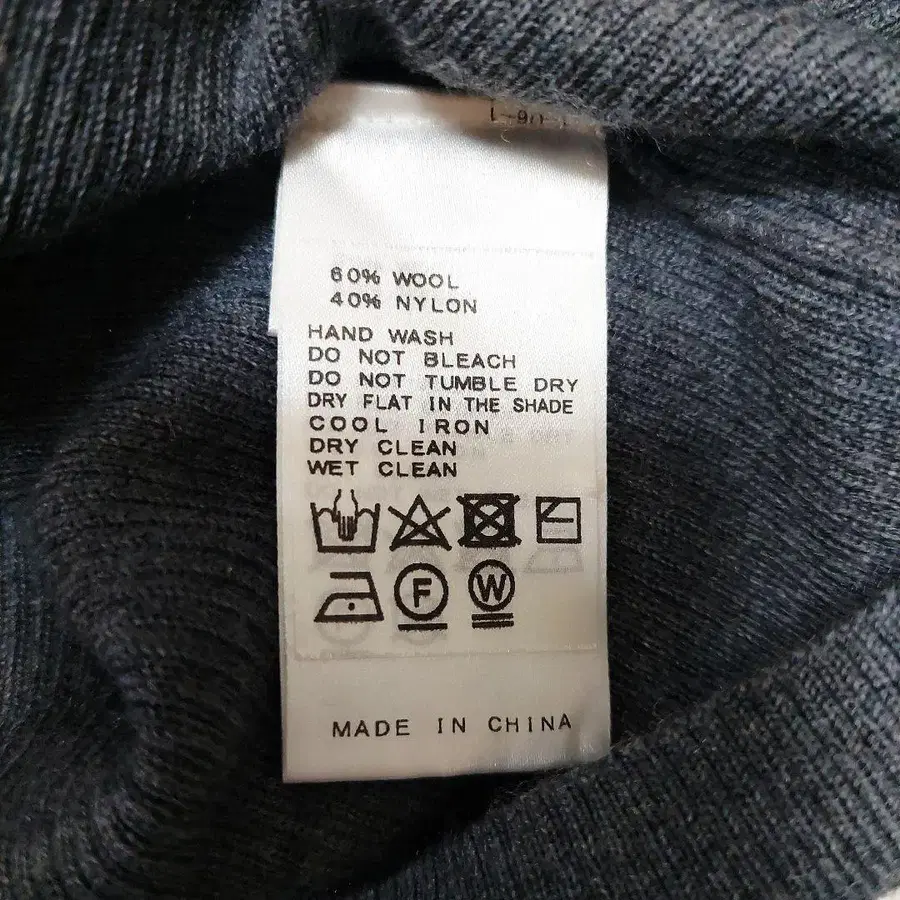 60% WOOL
40% NYLON
HAND WASH
DO NOT BLEACH
DO NOT TUMBLE DRY
DRY FLAT IN THE SHADE
COOL IRON
DRY CLEAN
WET CLEAN
F
W
MADE IN CHINA